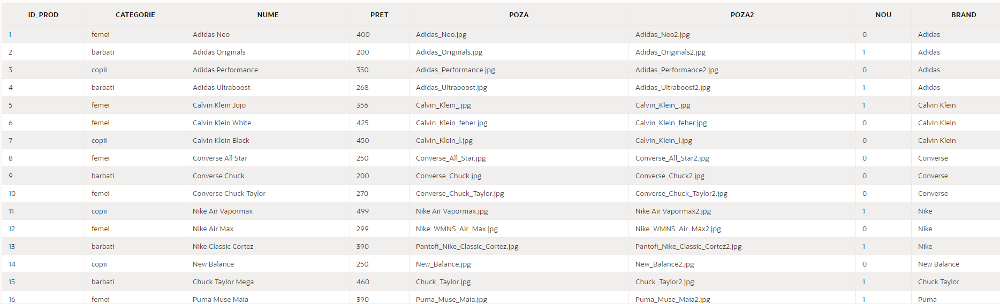 ID_PROD CATEGORIE NUME PRET POZA POZA2 NOU BRAND
1 femei Adidas Neo 400 Adidas_Neo.jpg Adidas_Neo2.jpg 0 Adidas
2 barbati Adidas Originals 200 Adidas_Originals.jpg Adidas_Originals2.jpg 1 Adidas
3 copii Adidas Performance 350 Adidas_Performance.jpg Adidas_Performance2.jpg 0 Adidas
4 barbati Adidas Ultraboost 268 Adidas_Ultraboost.jpg Adidas_Ultraboost2.jpg 1 Adidas
5 femei Calvin Klein Jojo 356 Calvin_Klein_.jpg Calvin_Klein_.jpg 1 Calvin Klein
6 femei Calvin Klein White 425 Calvin_Klein_feher.jpg Calvin_Klein_feher.jpg 0 Calvin Klein
7 copii Calvin Klein Black 450 Calvin_Klein_l.jpg Calvin_Klein_l.jpg 0 Calvin Klein
8 femei Converse All Star 250 Converse_All_Star.jpg Converse_All_Star2.jpg 0 Converse
9 barbati Converse Chuck 200 Converse_Chuck.jpg Converse_Chuck2.jpg 0 Converse
10 femei Converse Chuck Taylor 270 Converse_Chuck_Taylor.jpg Converse_Chuck_Taylor2.jpg 0 Converse
11 copii Nike Air Vapormax 499 Nike Air Vapormax.jpg Nike Air Vapormax2.jpg 1 Nike
12 femei Nike Air Max 299 Nike_WMNS_Air_Max.jpg Nike_WMNS_Air_Max2.jpg 0 Nike
13 barbati Nike Classic Cortez 390 Pantofi_Nike_Classic_Cortez.jpg Pantofi_Nike_Classic_Cortez2.jpg 1 Nike
14 copii New Balance 250 New_Balance.jpg New_Balance2.jpg 0 New Balance
15 barbati Chuck Taylor Mega 460 Chuck_Taylor.jpg Chuck_Taylor2.jpg 1 Chuck Taylor
16 femei Puma Muse Maia 390 Puma_Muse_Maia.jpg Puma_Muse_Maia2.jpg 1 Puma